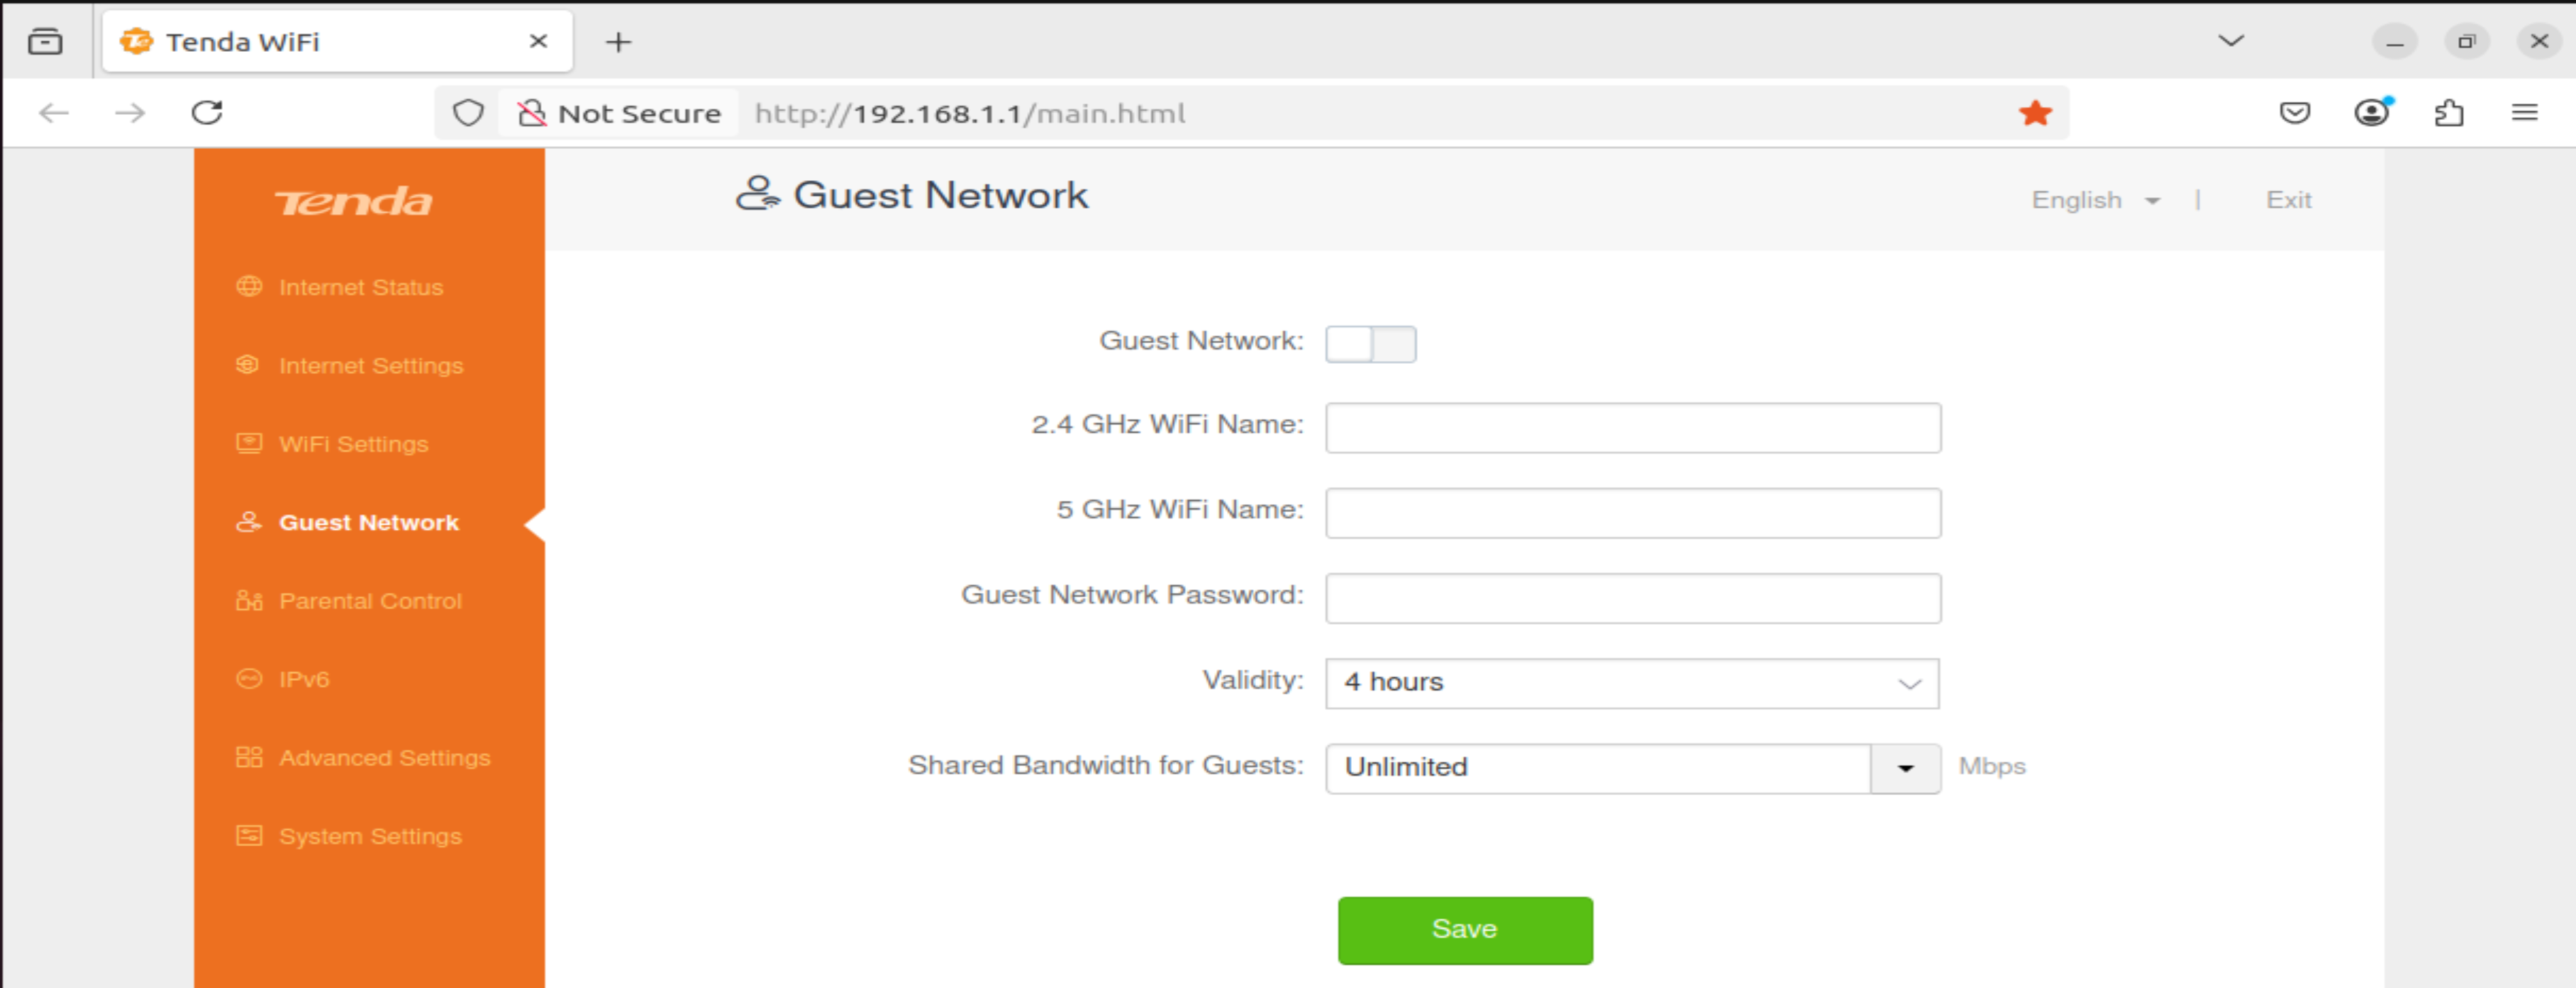 Tenda WiFi
Not Secure http://192.168.1.1/main.html
Tenda
Guest Network
English | Exit
Internet Status
Internet Settings
WiFi Settings
Guest Network
Parental Control
IPv6
Advanced Settings
System Settings
Guest Network:
2.4 GHz WiFi Name:
5 GHz WiFi Name:
Guest Network Password:
Validity: 4 hours
Shared Bandwidth for Guests: Unlimited Mbps
Save